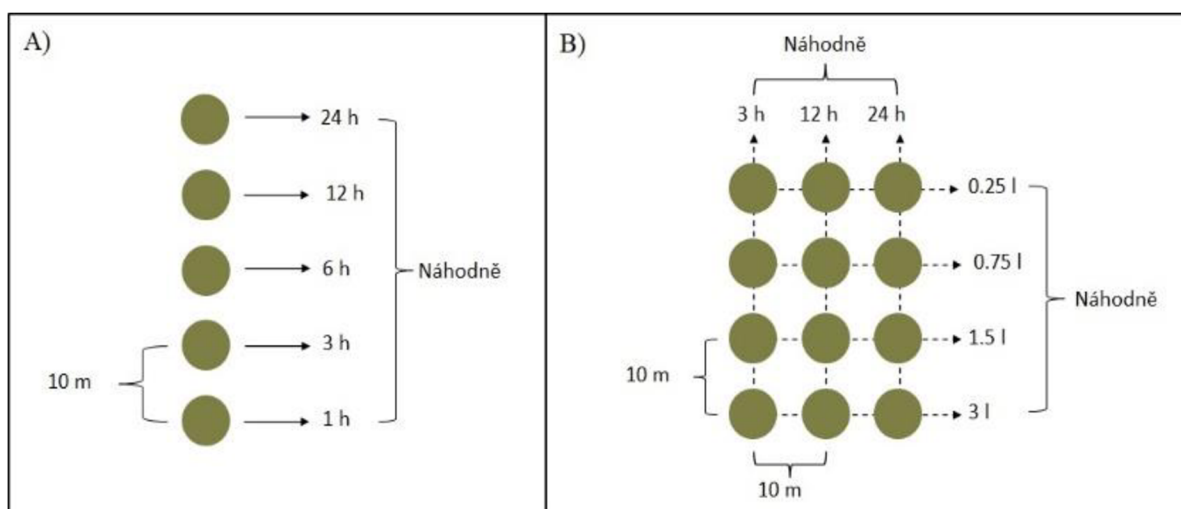 A)
24 h
12 h
6 h
Náhodně
3 h
10 m
1 h
B)
Náhodně
3 h 12 h 24 h
0.25 l
0.75 l
Náhodně
1.5 l
10 m
3 l
10 m